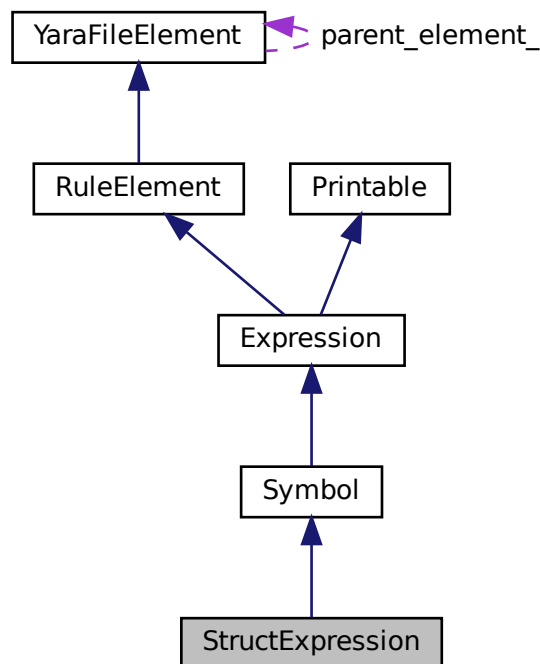 YaraFileElement
parent_element_
RuleElement
Printable
Expression
Symbol
StructExpression